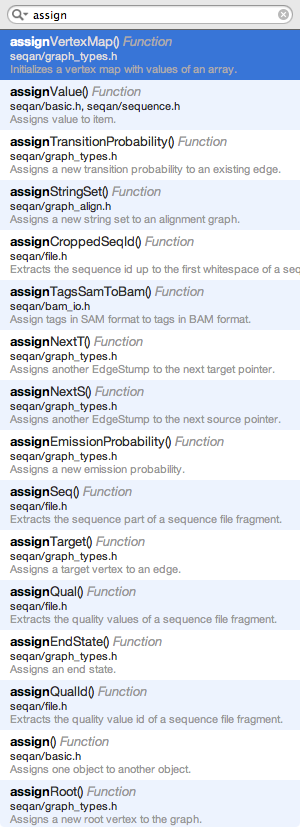 assign
assignVertexMap() Function
seqan/graph_types.h
Initializes a vertex map with values of an array.
assignValue() Function
seqan/basic.h, seqan/sequence.h
Assigns value to item.
assignTransitionProbability() Function
seqan/graph_types.h
Assigns a new transition probability to an existing edge.
assignStringSet() Function
seqan/graph_align.h
Assigns a new string set to an alignment graph.
assignCroppedSeqId() Function
seqan/file.h
Extracts the sequence id up to the first whitespace of a seq
assignTagsSamToBam() Function
seqan/bam_io.h
Assign tags in SAM format to tags in BAM format.
assignNextT() Function
seqan/graph_types.h
Assigns another EdgeStump to the next target pointer.
assignNextS() Function
seqan/graph_types.h
Assigns another EdgeStump to the next source pointer.
assignEmissionProbability() Function
seqan/graph_types.h
Assigns a new emission probability.
assignSeq() Function
seqan/file.h
Extracts the sequence part of a sequence file fragment.
assignTarget() Function
seqan/graph_types.h
Assigns a target vertex to an edge.
assignQual() Function
seqan/file.h
Extracts the quality values of a sequence file fragment.
assignEndState() Function
seqan/graph_types.h
Assigns an end state.
assignQualId() Function
seqan/file.h
Extracts the quality value id of a sequence file fragment.
assign() Function
seqan/basic.h
Assigns one object to another object.
assignRoot() Function
seqan/graph_types.h
Assigns a new root vertex to the graph.